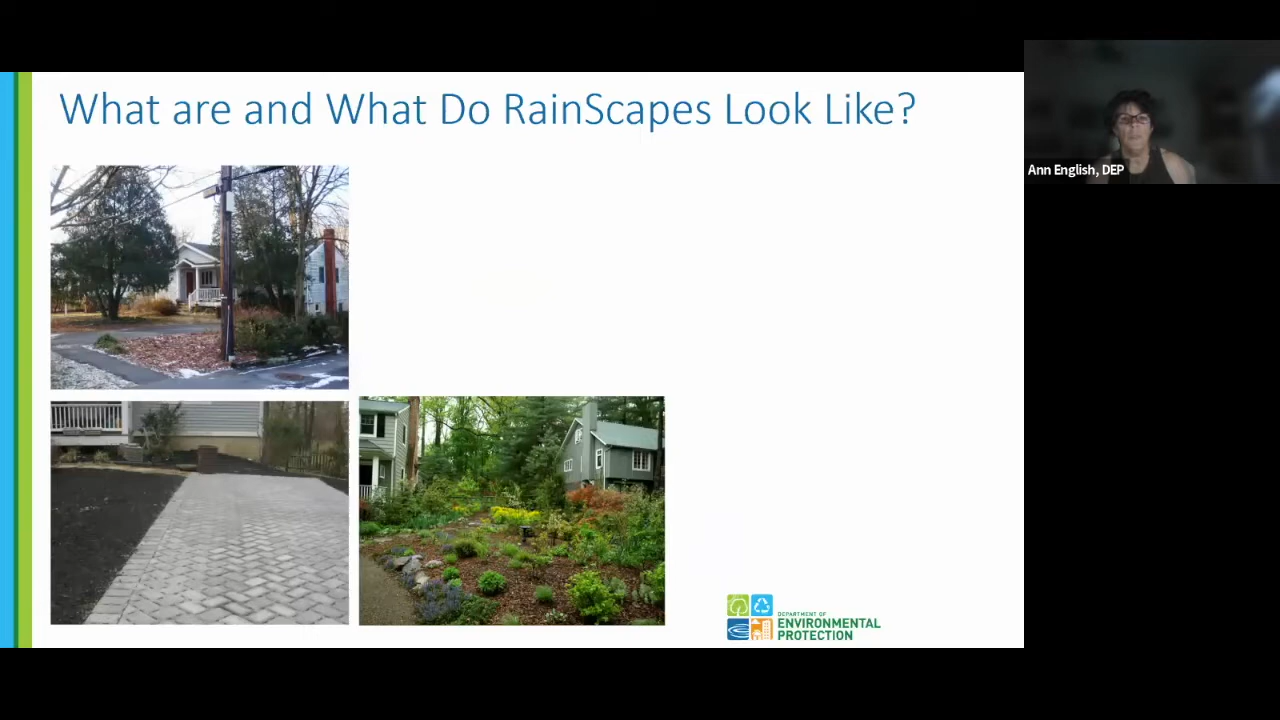 What are and What Do RainScapes Look Like?
Ann English, DEP
DEPARTMENT OF
ENVIRONMENTAL
PROTECTION